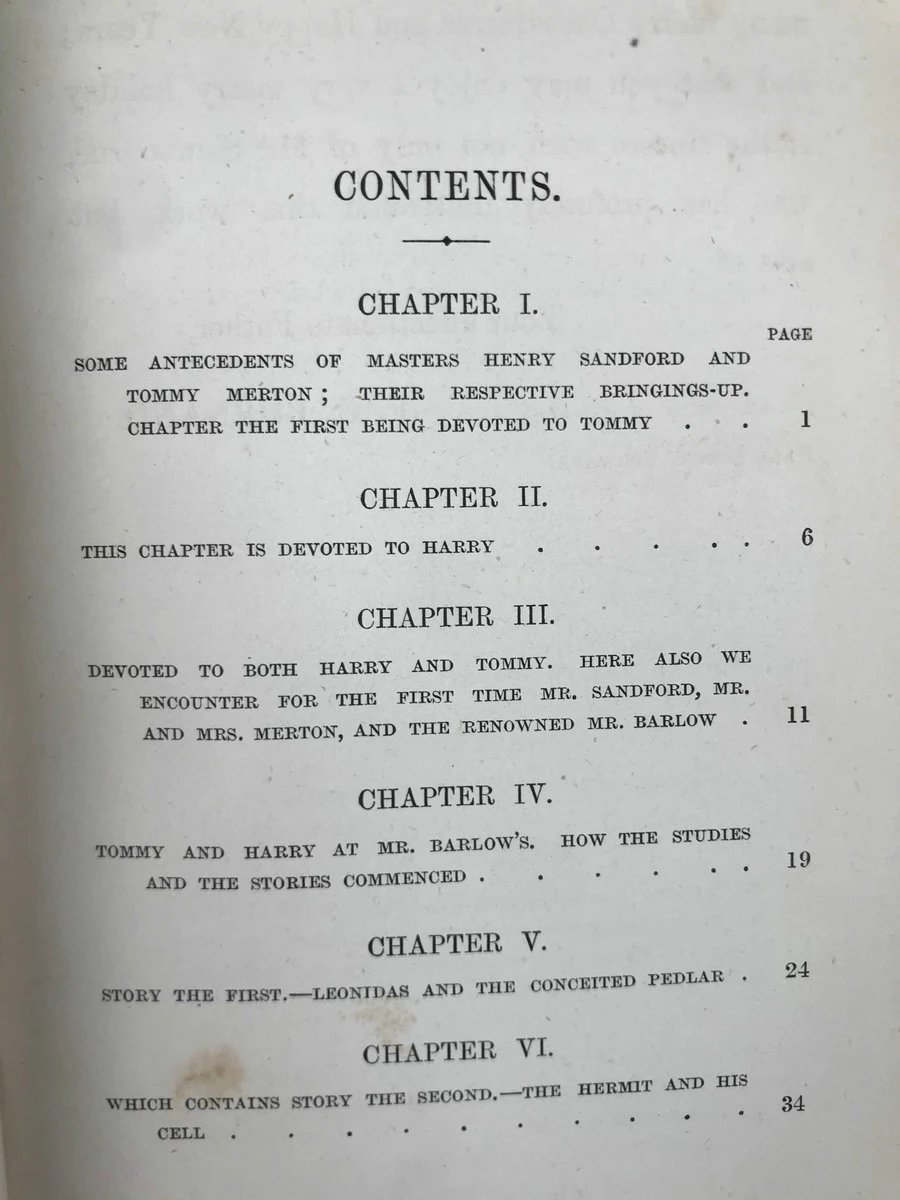 CONTENTS.
CHAPTER I.
PAGE
SOME ANTECEDENTS OF MASTERS HENRY SANDFORD AND
TOMMY MERTON; THEIR RESPECTIVE BRINGINGS-UP.
CHAPTER THE FIRST BEING DEVOTED TO TOMMY . . 1
CHAPTER II.
THIS CHAPTER IS DEVOTED TO HARRY . . . . . 6
CHAPTER III.
DEVOTED TO BOTH HARRY AND TOMMY. HERE ALSO WE
ENCOUNTER FOR THE FIRST TIME MR. SANDFORD, MR.
AND MRS. MERTON, AND THE RENOWNED MR. BARLOW . 11
CHAPTER IV.
TOMMY AND HARRY AT MR. BARLOW'S. HOW THE STUDIES
AND THE STORIES COMMENCED . . . . . . 19
CHAPTER V.
STORY THE FIRST.—LEONIDAS AND THE CONCEITED PEDLAR . 24
CHAPTER VI.
WHICH CONTAINS STORY THE SECOND.—THE HERMIT AND HIS
CELL . . . . . . . . . . 34